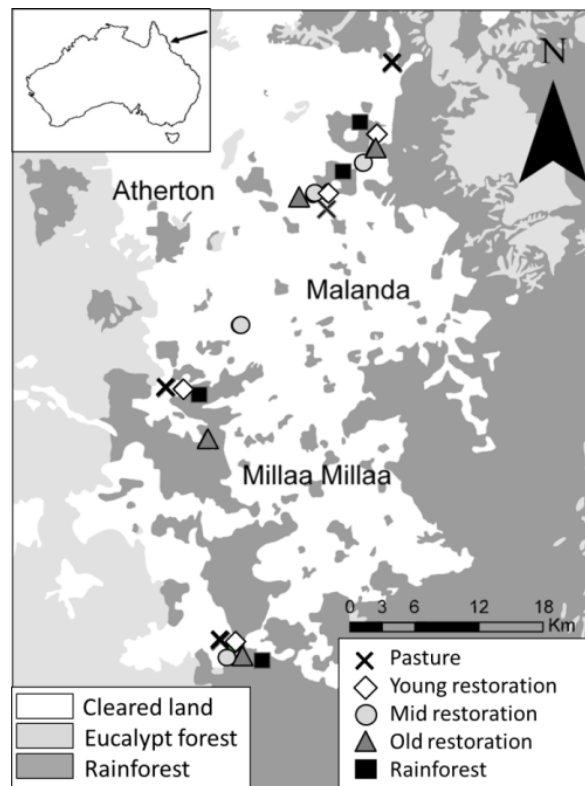 N
Atherton
Malanda
Millaa Millaa
0 3 6 12 18
Km
Cleared land
Eucalypt forest
Rainforest
Pasture
Young restoration
Mid restoration
Old restoration
Rainforest